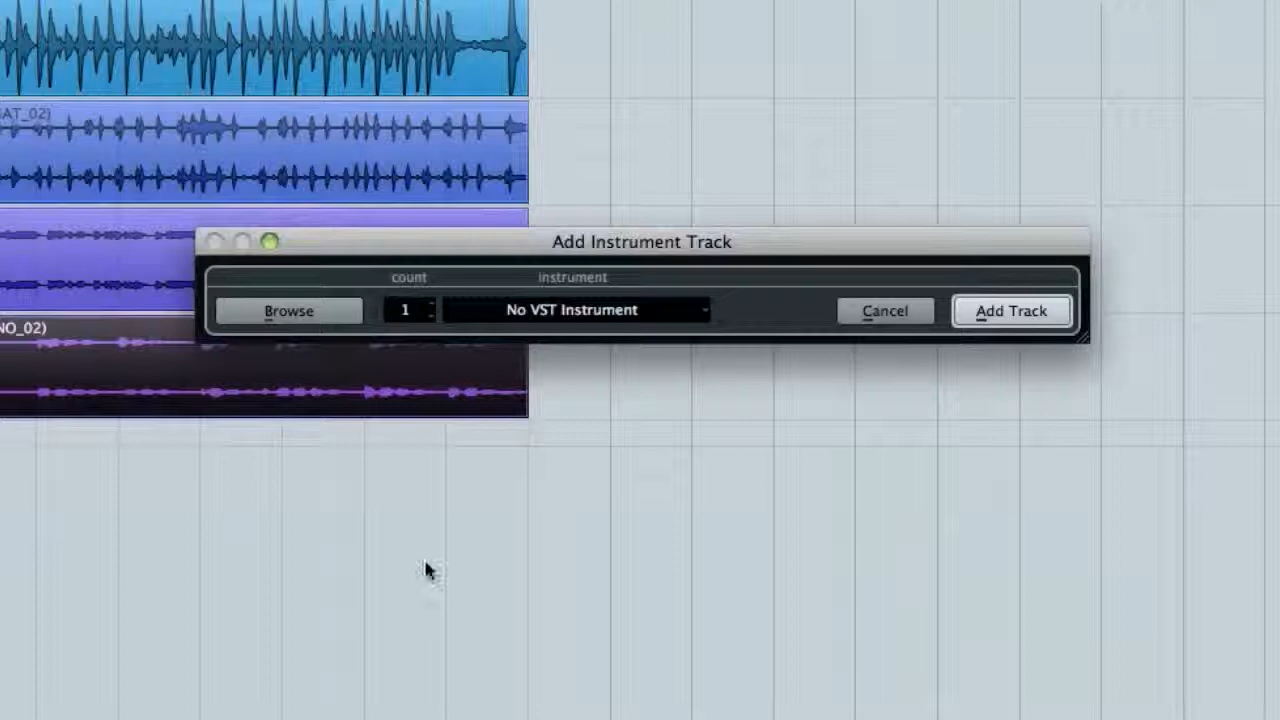 AT_02)
Add Instrument Track
count
instrument
Browse
1
No VST Instrument
Cancel
Add Track
NO_02)